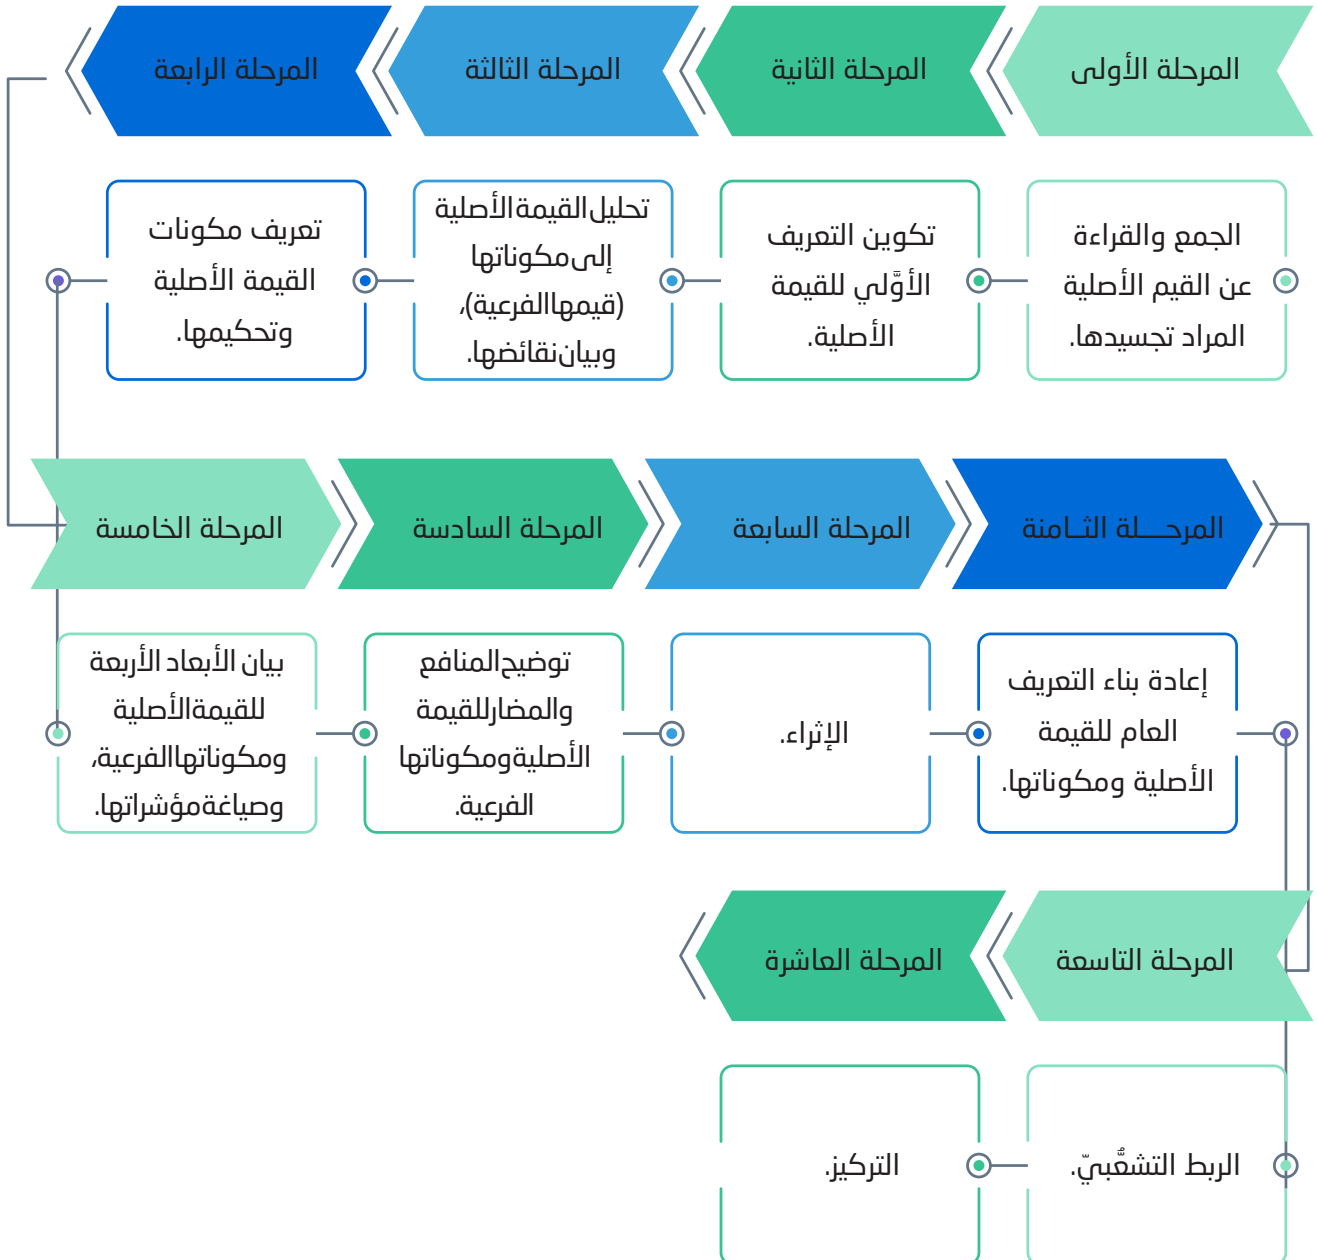 المرحلة الأولى
المرحلة الثانية
المرحلة الثالثة
المرحلة الرابعة
الجمع والقراءة
عن القيم الأصلية
المراد تجسيدها.
تكوين التعريف
الأوَّلي للقيمة
الأصلية.
تحليل القيمة الأصلية
إلى مكوناتها
(قيمها الفرعية)،
وبيان نقائضها.
تعريف مكونات
القيمة الأصلية
وتحكيمها.
المرحلة الخامسة
المرحلة السادسة
المرحلة السابعة
المرحــــلة الثــامنة
بيان الأبعاد الأربعة
للقيمة الأصلية
ومكوناتها الفرعية،
وصياغة مؤشراتها.
توضيح المنافع
والمضار للقيمة
الأصلية ومكوناتها
الفرعية.
الإثراء.
إعادة بناء التعريف
العام للقيمة
الأصلية ومكوناتها.
المرحلة التاسعة
المرحلة العاشرة
الربط التشعُّبيّ.
التركيز.